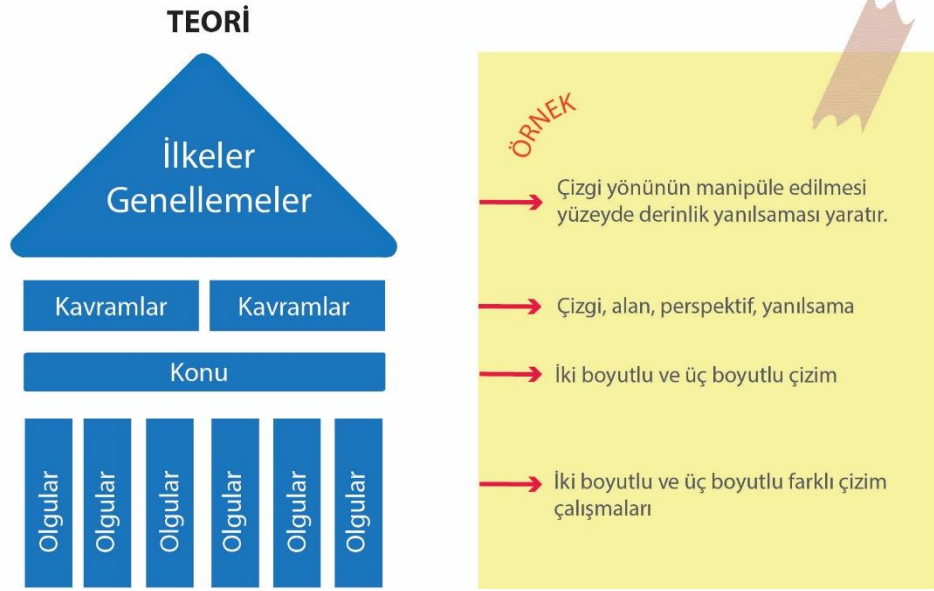 TEORİ
İlkeler
Genellemeler
Kavramlar
Kavramlar
Konu
Olgular
Olgular
Olgular
Olgular
Olgular
Olgular
ÖRNEK
Çizgi yönünün manipüle edilmesi
yüzeyde derinlik yanılsaması yaratır.
Çizgi, alan, perspektif, yanılsama
İki boyutlu ve üç boyutlu çizim
İki boyutlu ve üç boyutlu farklı çizim
çalışmaları